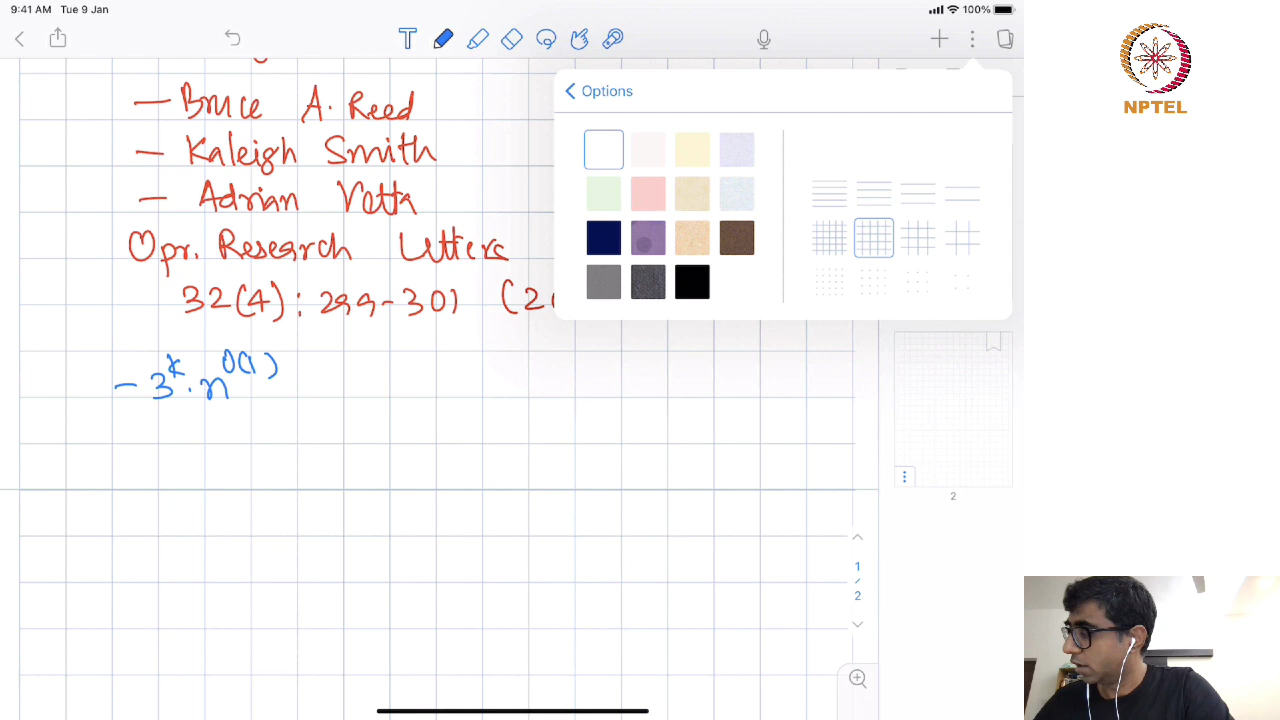 9:41 AM Tue 9 Jan
100%
Options
NPTEL
— Bruce A. Reed
— Kaleigh Smith
— Adrian Vetta
Opr. Research Letters
32(4): 299-301 (20
- 3^k · n^O(1)
2
1
/
2